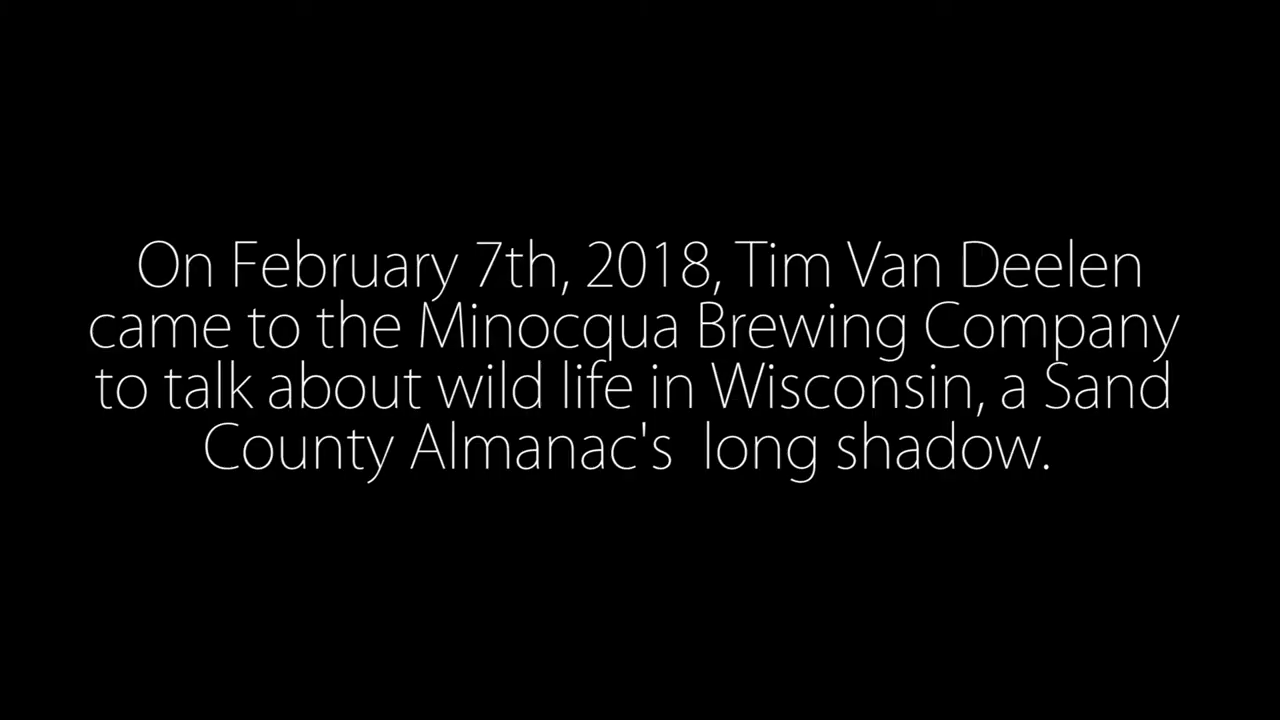 On February 7th, 2018, Tim Van Deelen
came to the Minocqua Brewing Company
to talk about wild life in Wisconsin, a Sand
County Almanac's  long shadow.